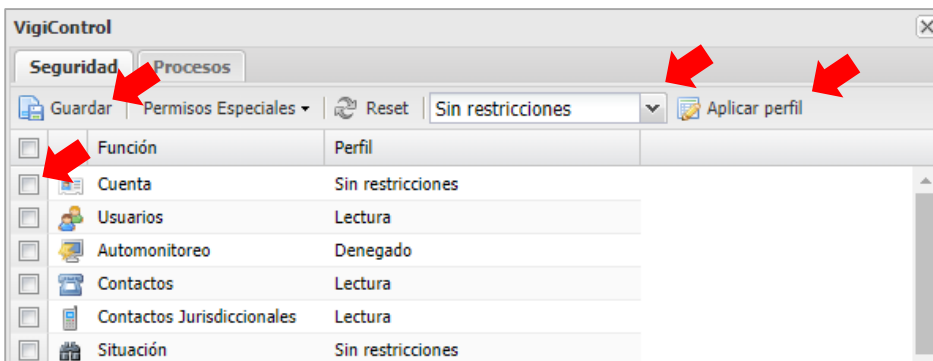 VigiControl
Seguridad Procesos
Guardar Permisos Especiales Reset Sin restricciones Aplicar perfil
Función Perfil
Cuenta Sin restricciones
Usuarios Lectura
Automonitoreo Denegado
Contactos Lectura
Contactos Jurisdiccionales Lectura
Situación Sin restricciones